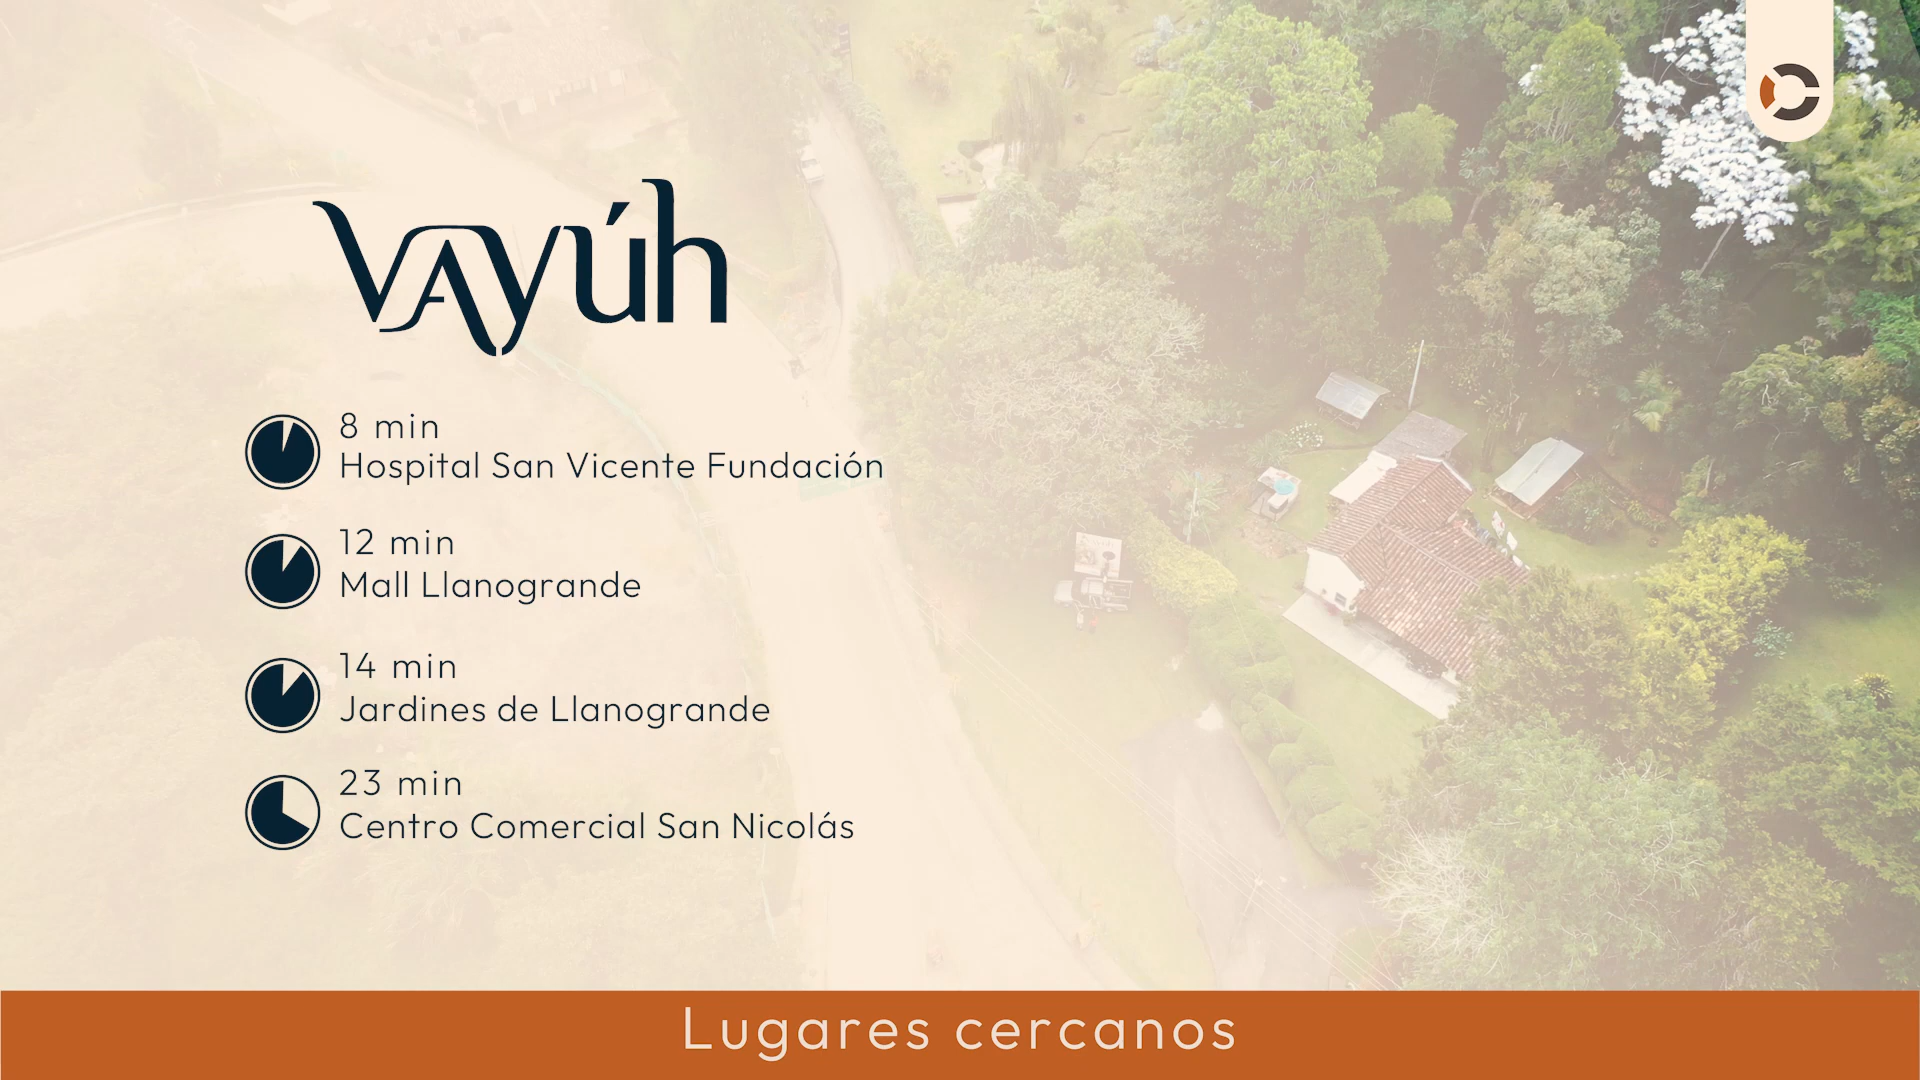 Vayúh
8 min
Hospital San Vicente Fundación
12 min
Mall Llanogrande
14 min
Jardines de Llanogrande
23 min
Centro Comercial San Nicolás
Lugares cercanos